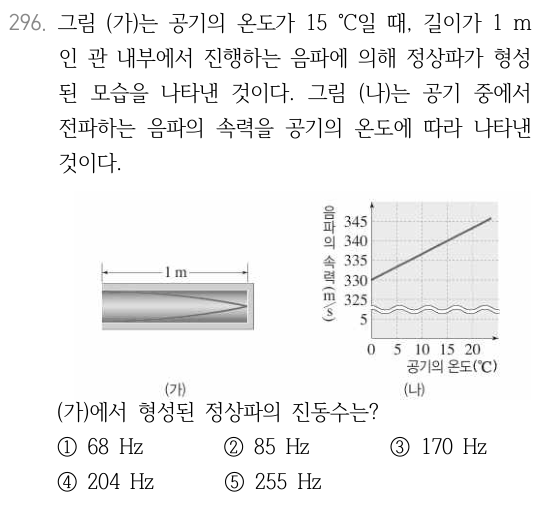 296. 그림 (가)는 공기의 온도가 15 ℃일 때, 길이가 1 m
인 관 내부에서 진행하는 음파에 의해 정상파가 형성
된 모습을 나타낸 것이다. 그림 (나)는 공기 중에서
전파하는 음파의 속력을 공기의 온도에 따라 나타낸
것이다.
1 m
(가)
음파의 속력(m/s)
345
340
335
330
325
5
0 5 10 15 20
공기의 온도(℃)
(나)
(가)에서 형성된 정상파의 진동수는?
① 68 Hz ② 85 Hz ③ 170 Hz
④ 204 Hz ⑤ 255 Hz